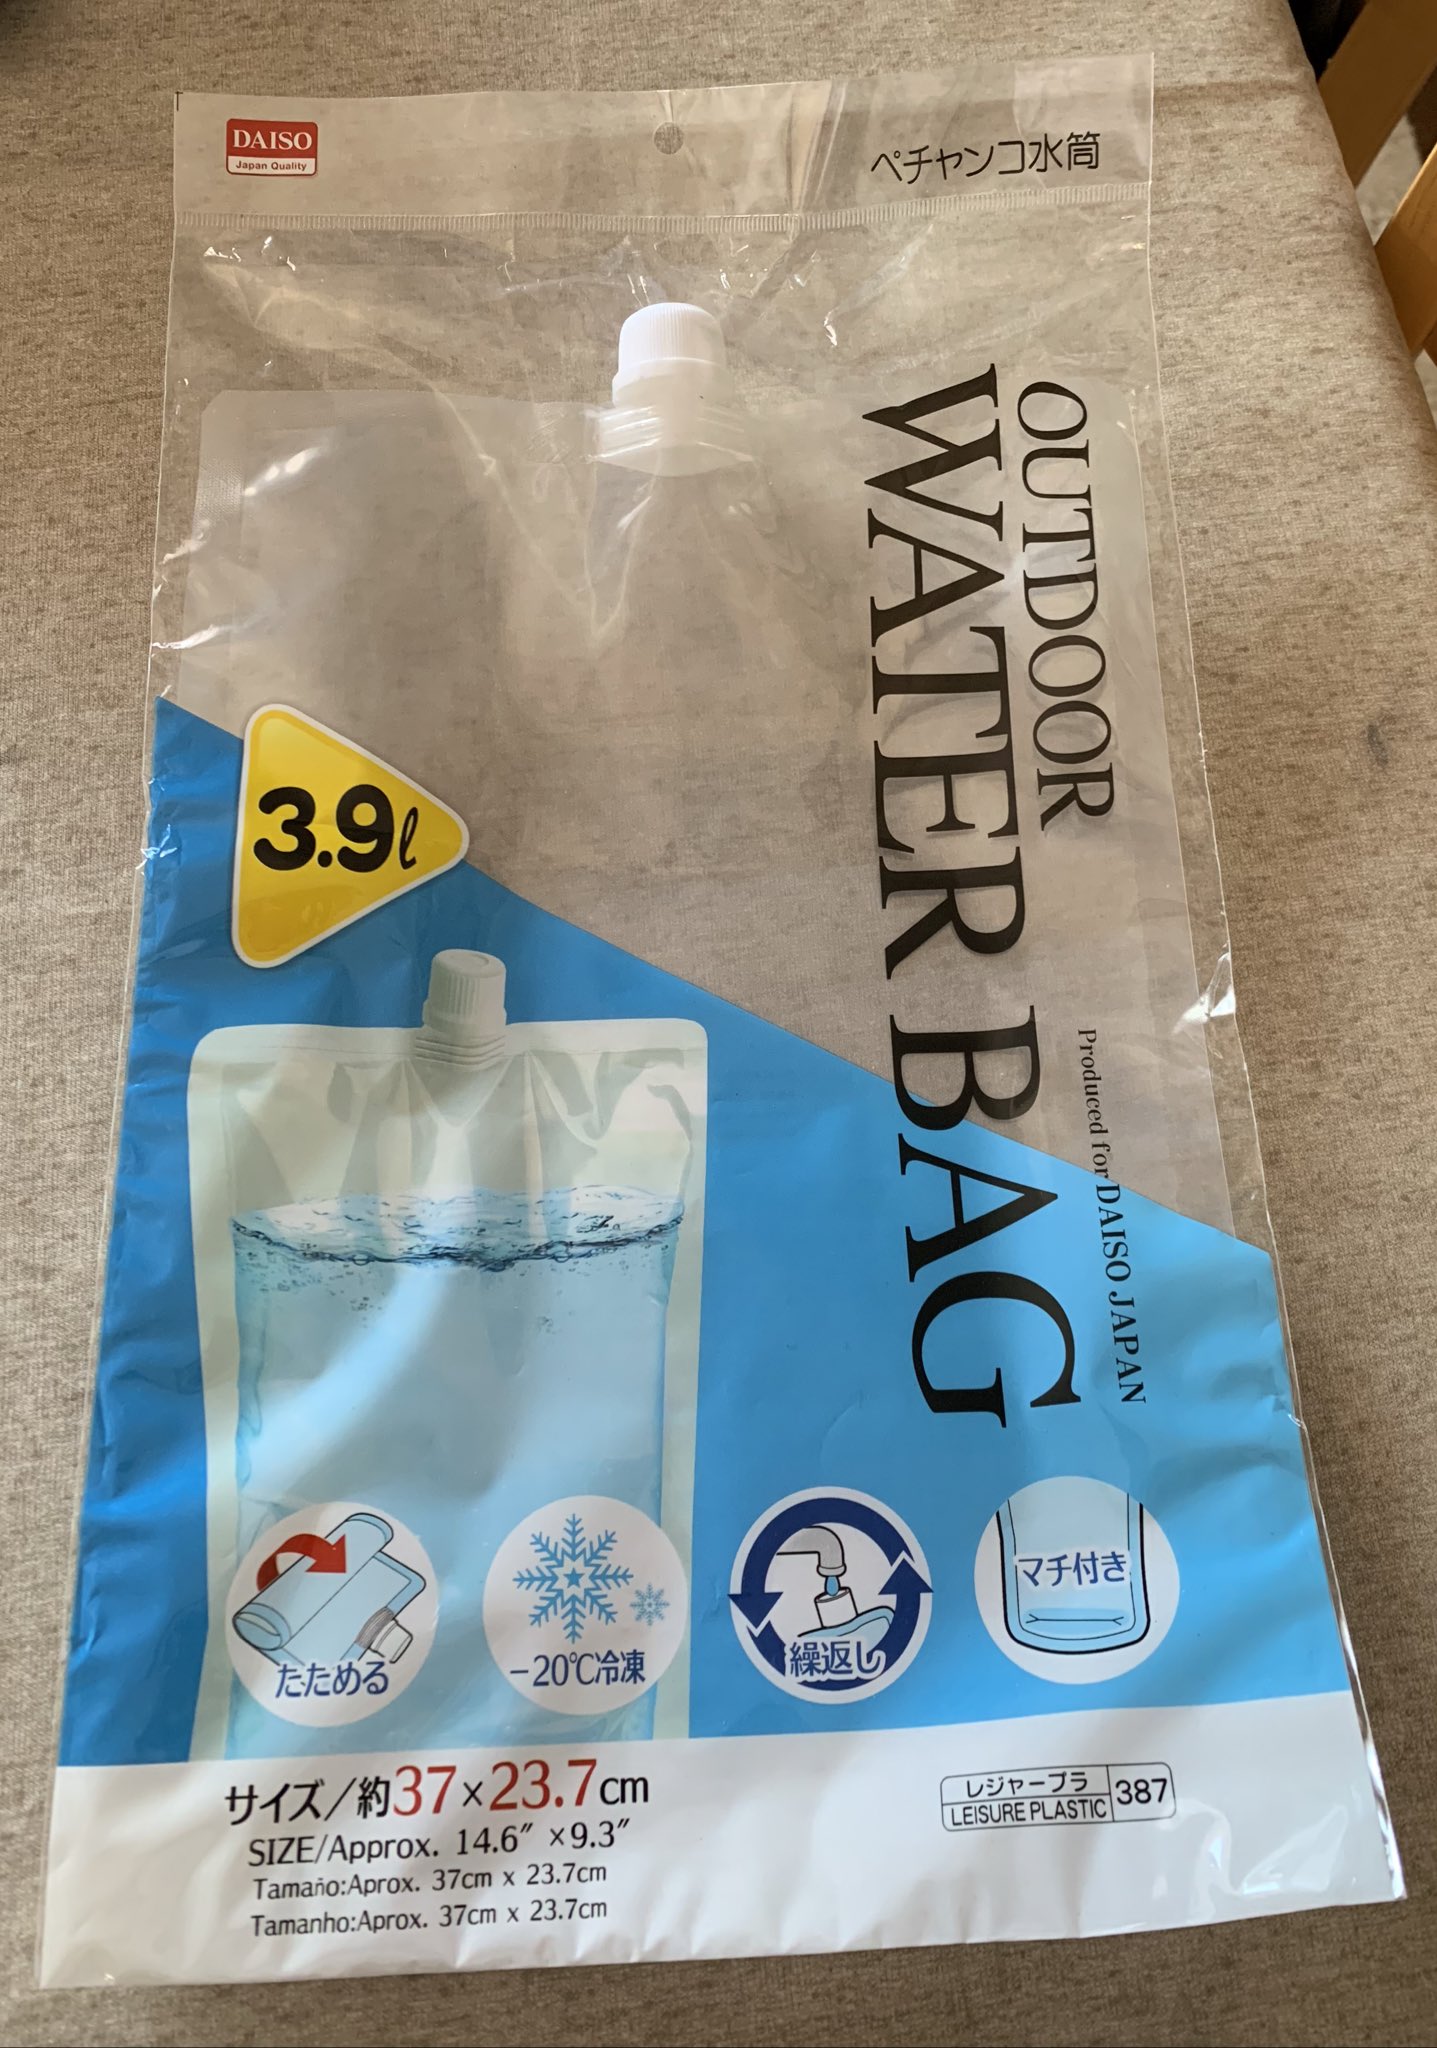 DAISO
Japan Quality
ペチャンコ水筒
OUTDOOR
WATER BAG
Produced for DAISO JAPAN
3.9ℓ
たためる
-20℃冷凍
繰返し
マチ付き
サイズ/約37×23.7cm
SIZE/Approx. 14.6″ ×9.3″
Tamaño:Aprox. 37cm x 23.7cm
Tamanho:Aprox. 37cm x 23.7cm
レジャープラ
LEISURE PLASTIC
387